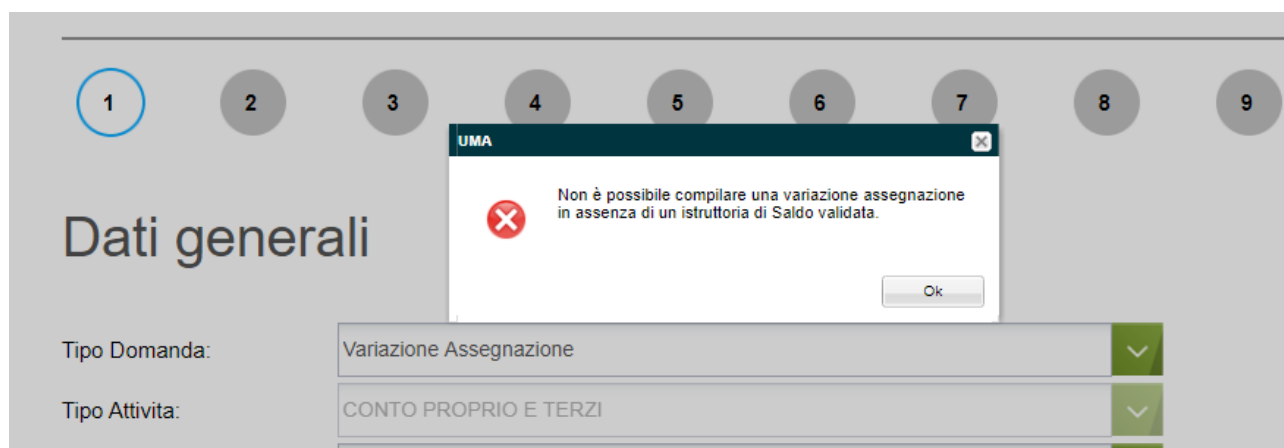 1 2 3 4 5 6 7 8 9
UMA
Non è possibile compilare una variazione assegnazione
in assenza di un istruttoria di Saldo validata.
Ok
Dati generali
Tipo Domanda: Variazione Assegnazione
Tipo Attivita: CONTO PROPRIO E TERZI